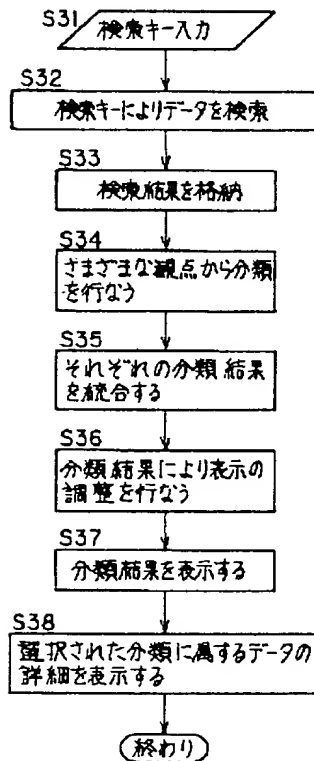 S31
検索キー入力
S32
検索キーによりデータを検索
S33
検索結果を格納
S34
さまざまな観点から分類
を行なう
S35
それぞれの分類結果
を統合する
S36
分類結果により表示の
調整を行なう
S37
分類結果を表示する
S38
選択された分類に属するデータの
詳細を表示する
終わり